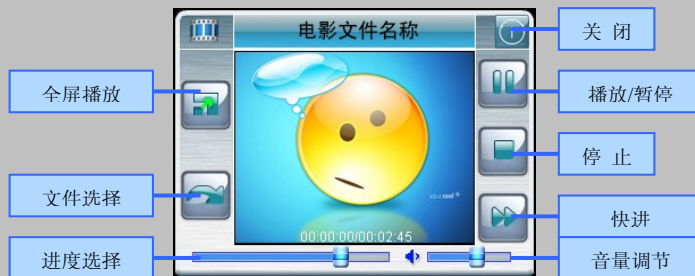 电影文件名称
关 闭
全屏播放
播放/暂停
停 止
文件选择
快进
00:00:00/00:02:45
进度选择
音量调节